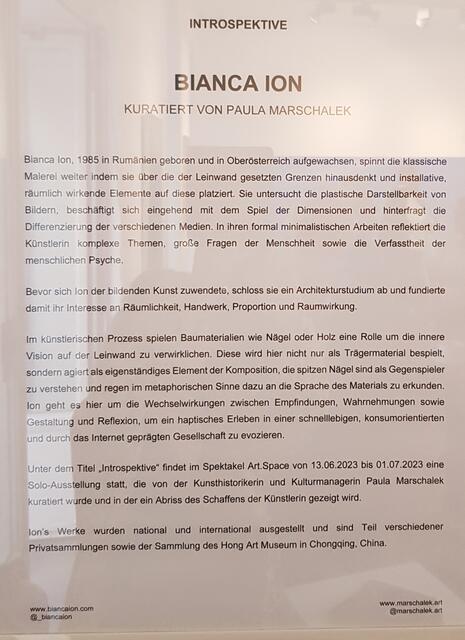 INTROSPEKTIVE
BIANCA ION
KURATIERT VON PAULA MARSCHALEK
Bianca Ion, 1985 in Rumänien geboren und in Oberösterreich aufgewachsen, spinnt die klassische
Malerei weiter indem sie über die der Leinwand gesetzten Grenzen hinausdenkt und installative,
räumlich wirkende Elemente auf diese platziert. Sie untersucht die plastische Darstellbarkeit von
Bildern, beschäftigt sich eingehend mit dem Spiel der Dimensionen und hinterfragt die
Differenzierung der verschiedenen Medien. In ihren formal minimalistischen Arbeiten reflektiert die
Künstlerin komplexe Themen, große Fragen der Menschheit sowie die Verfasstheit der
menschlichen Psyche.
Bevor sich Ion der bildenden Kunst zuwendete, schloss sie ein Architekturstudium ab und fundierte
damit ihr Interesse an Räumlichkeit, Handwerk, Proportion und Raumwirkung.
Im künstlerischen Prozess spielen Baumaterialien wie Nägel oder Holz eine Rolle um die innere
Vision auf der Leinwand zu verwirklichen. Diese wird hier nicht nur als Trägermaterial bespielt,
sondern agiert als eigenständiges Element der Komposition, die spitzen Nägel sind als Gegenspieler
zu verstehen und regen im metaphorischen Sinne dazu an die Sprache des Materials zu erkunden.
Ion geht es hier um die Wechselwirkungen zwischen Empfindungen, Wahrnehmungen sowie
Gestaltung und Reflexion, um ein haptisches Erleben in einer schnelllebigen, konsumorientierten
und durch das Internet geprägten Gesellschaft zu evozieren.
Unter dem Titel „Introspektive" findet im Spektakel Art.Space von 13.06.2023 bis 01.07.2023 eine
Solo-Ausstellung statt, die von der Kunsthistorikerin und Kulturmanagerin Paula Marschalek
kuratiert wurde und in der ein Abriss des Schaffens der Künstlerin gezeigt wird.
Ion's Werke wurden national und international ausgestellt und sind Teil verschiedener
Privatsammlungen sowie der Sammlung des Hong Art Museum in Chongqing, China.
www.biancaion.com
@_biancaion
www.marschalek.art
@marschalek.art